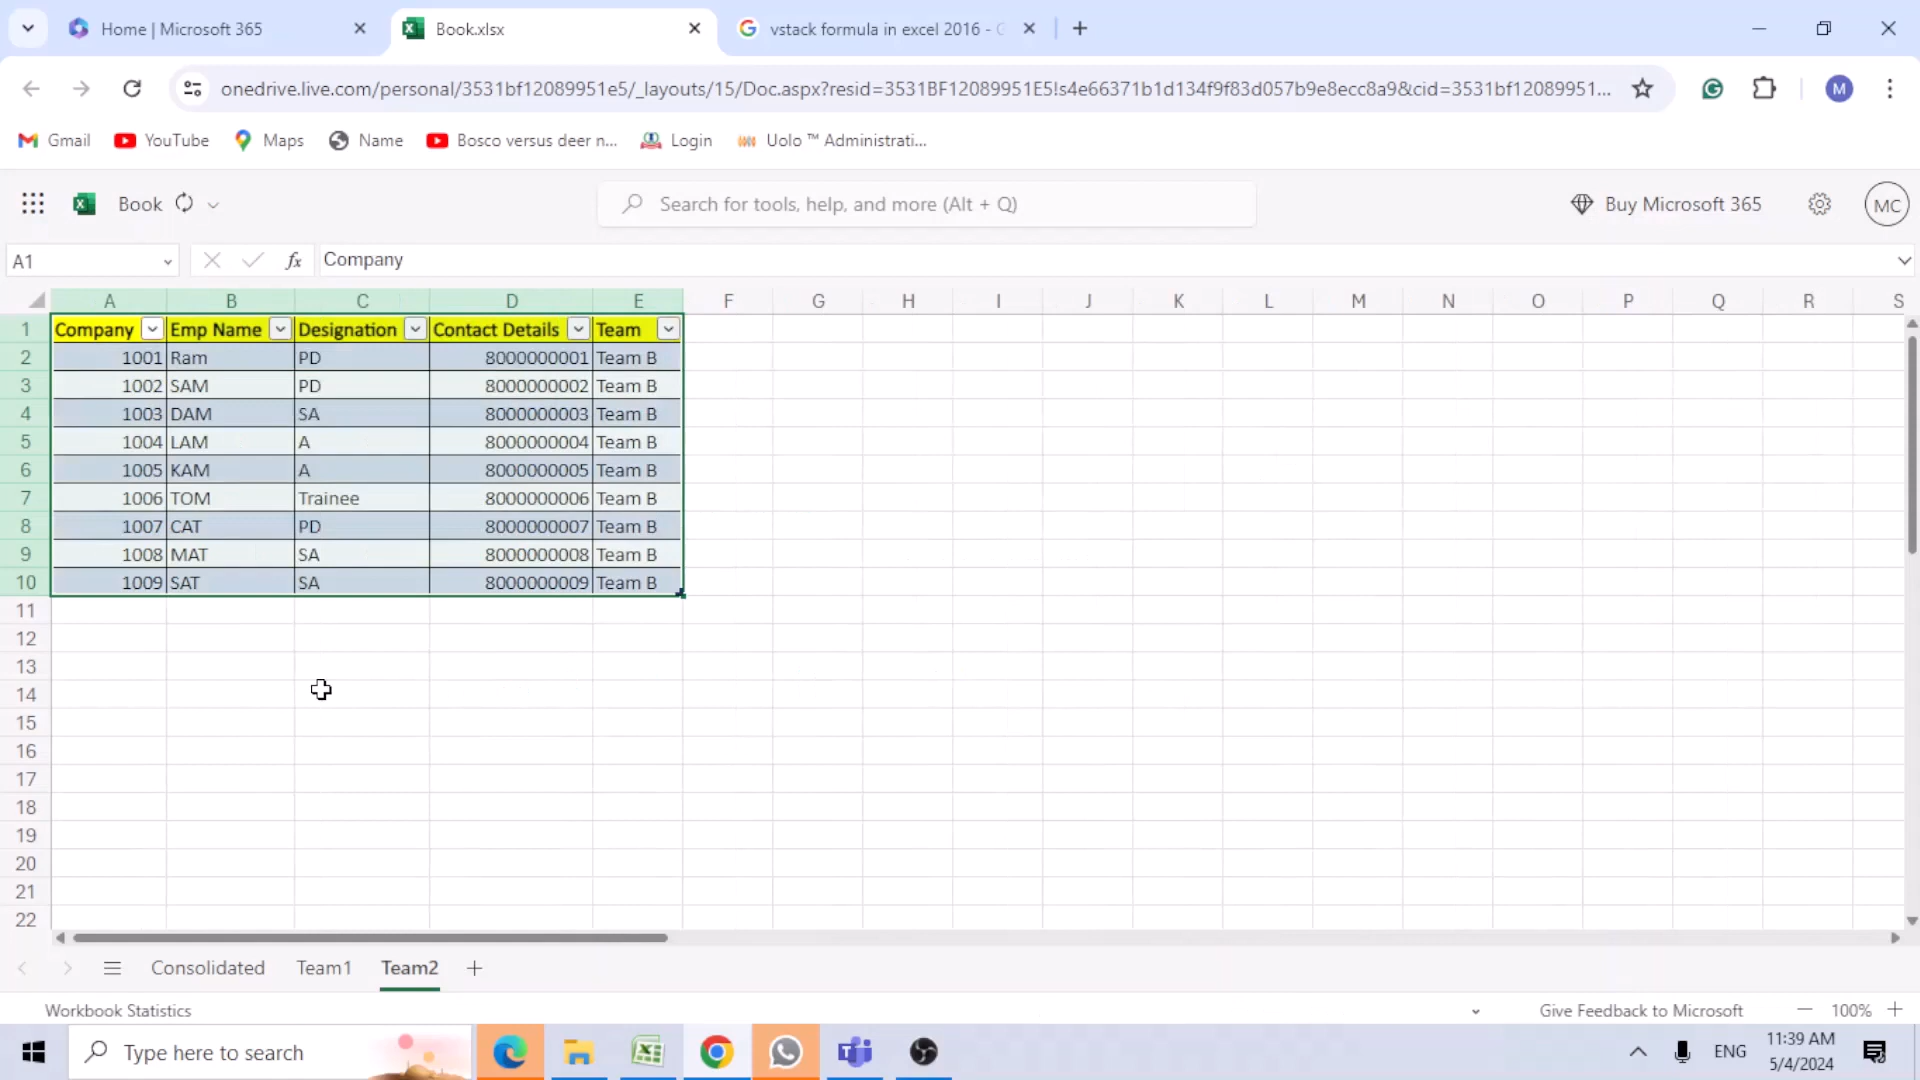 Home | Microsoft 365
Book.xlsx
vstack formula in excel 2016 -
onedrive.live.com/personal/3531bf12089951e5/_layouts/15/Doc.aspx?resid=3531BF12089951E5!s4e66371b1d134f9f83d057b9e8ecc8a9&cid=3531bf12089951...
M
Gmail
YouTube
Maps
Name
Bosco versus deer n...
Login
Uolo ™ Administrati...
Book
Search for tools, help, and more (Alt + Q)
Buy Microsoft 365
MC
A1
fx
Company
A B C D E F G H I J K L M N O P Q R S
1 Company Emp Name Designation Contact Details Team
2 1001 Ram PD 8000000001 Team B
3 1002 SAM PD 8000000002 Team B
4 1003 DAM SA 8000000003 Team B
5 1004 LAM A 8000000004 Team B
6 1005 KAM A 8000000005 Team B
7 1006 TOM Trainee 8000000006 Team B
8 1007 CAT PD 8000000007 Team B
9 1008 MAT SA 8000000008 Team B
10 1009 SAT SA 8000000009 Team B
11
12
13
14
15
16
17
18
19
20
21
22
Consolidated Team1 Team2
Workbook Statistics
Give Feedback to Microsoft
100%
Type here to search
ENG
11:39 AM
5/4/2024